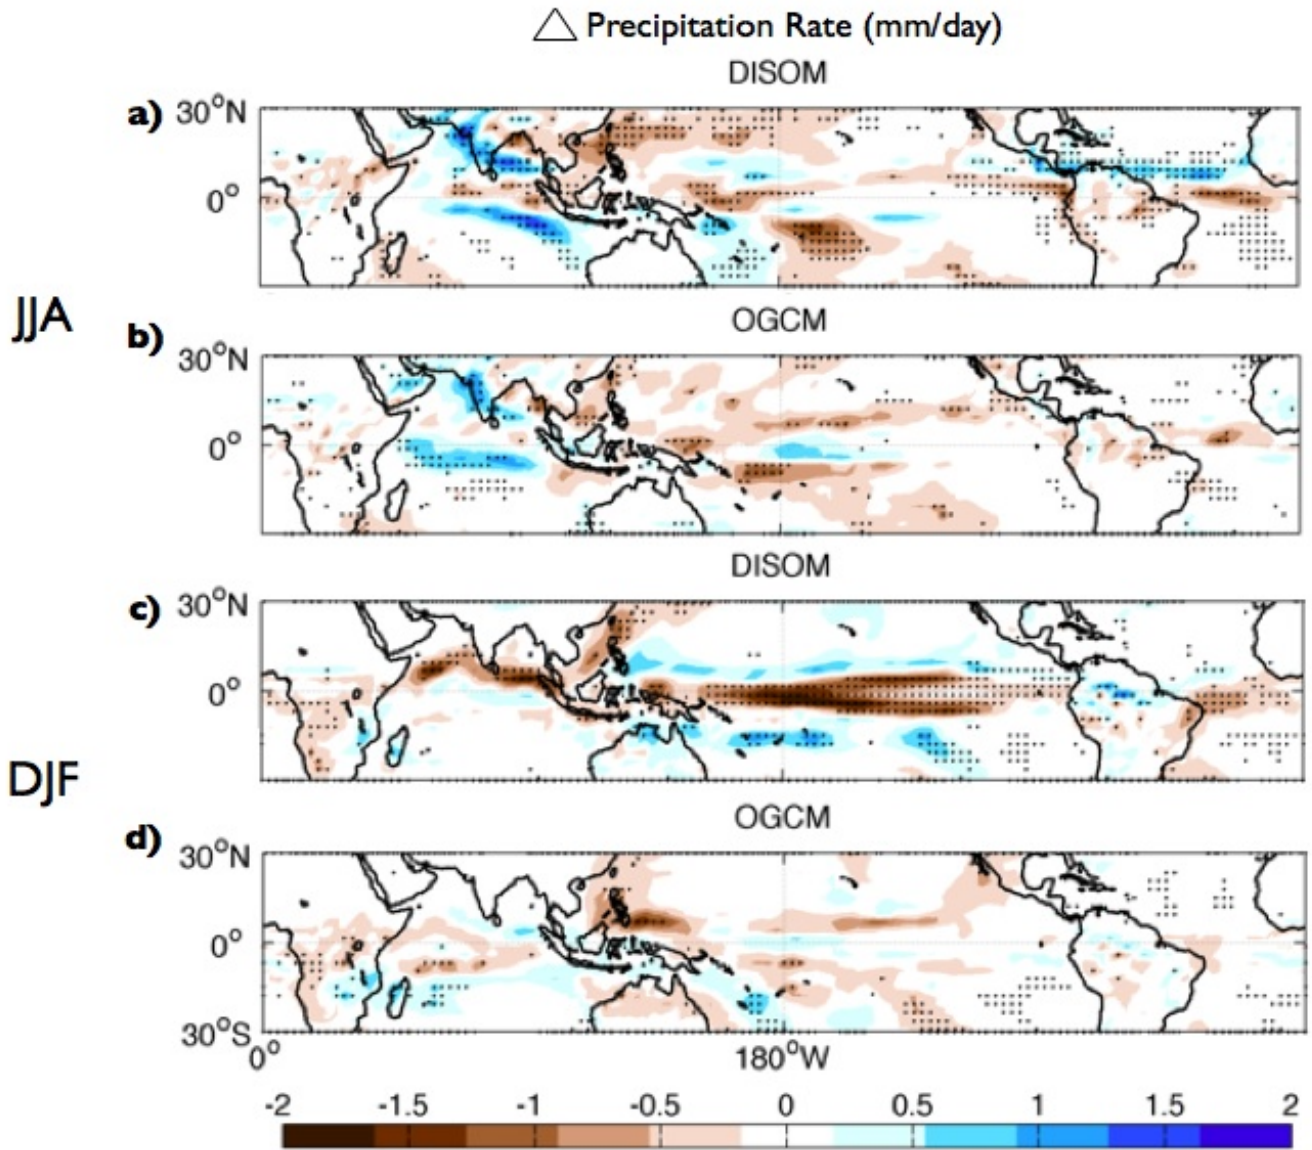 △ Precipitation Rate (mm/day)
DISOM
a) 30°N
0°
JJA
OGCM
b) 30°N
0°
DISOM
c) 30°N
0°
DJF
OGCM
d) 30°N
0°
30°S
0° 180°W
-2 -1.5 -1 -0.5 0 0.5 1 1.5 2